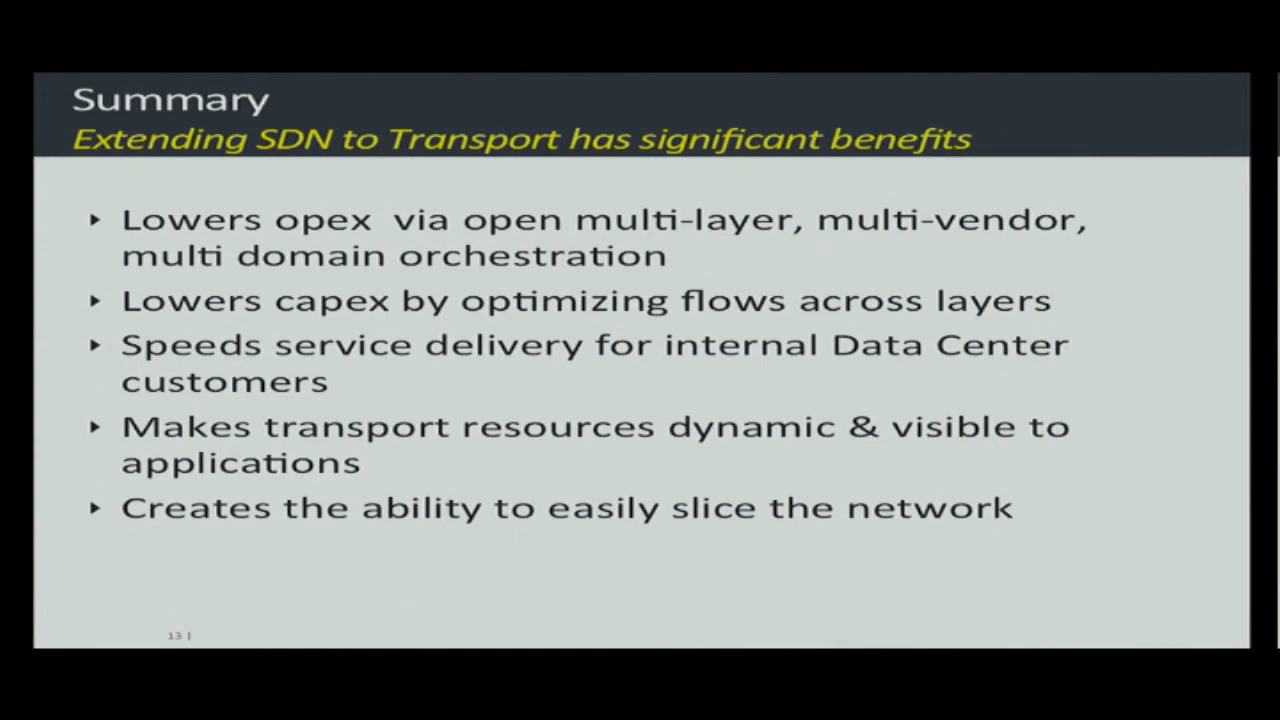 Summary
Extending SDN to Transport has significant benefits
Lowers opex via open multi-layer, multi-vendor,
multi domain orchestration
Lowers capex by optimizing flows across layers
Speeds service delivery for internal Data Center
customers
Makes transport resources dynamic & visible to
applications
Creates the ability to easily slice the network
13 |